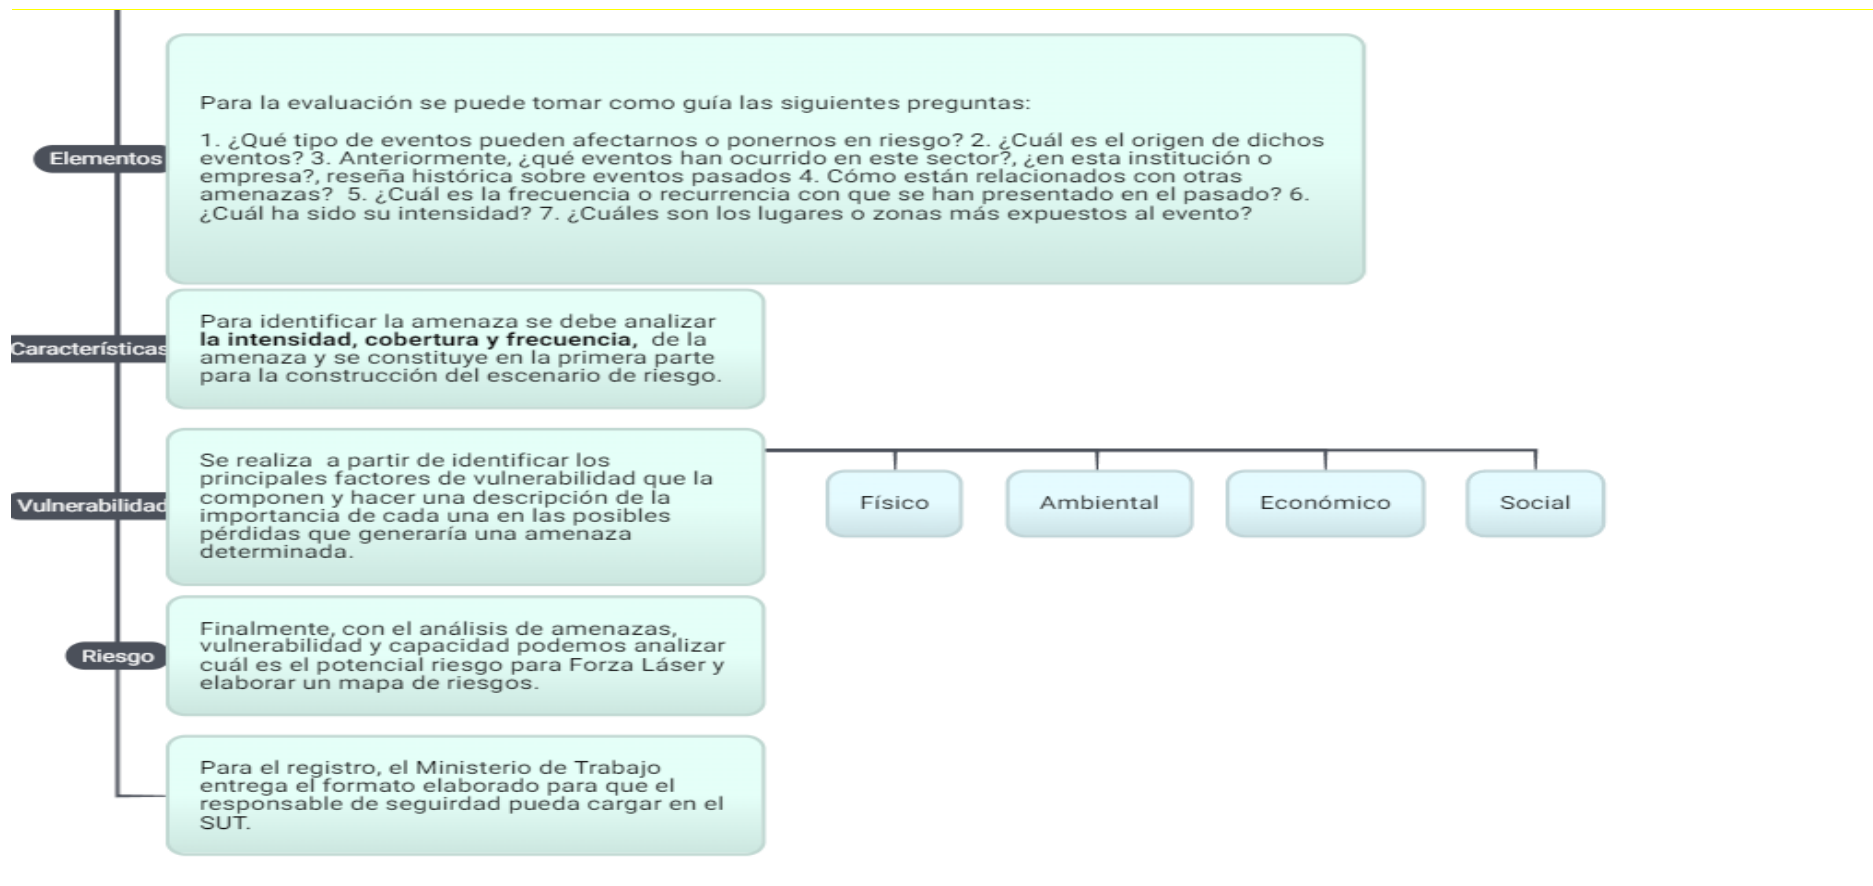 Elementos
Para la evaluación se puede tomar como guía las siguientes preguntas:
1. ¿Qué tipo de eventos pueden afectarnos o ponernos en riesgo? 2. ¿Cuál es el origen de dichos
eventos? 3. Anteriormente, ¿qué eventos han ocurrido en este sector?, ¿en esta institución o
empresa?, reseña histórica sobre eventos pasados 4. Cómo están relacionados con otras
amenazas?  5. ¿Cuál es la frecuencia o recurrencia con que se han presentado en el pasado? 6.
¿Cuál ha sido su intensidad? 7. ¿Cuáles son los lugares o zonas más expuestos al evento?
Características
Para identificar la amenaza se debe analizar
la intensidad, cobertura y frecuencia,  de la
amenaza y se constituye en la primera parte
para la construcción del escenario de riesgo.
Vulnerabilidad
Se realiza  a partir de identificar los
principales factores de vulnerabilidad que la
componen y hacer una descripción de la
importancia de cada una en las posibles
pérdidas que generaría una amenaza
determinada.
Físico
Ambiental
Económico
Social
Riesgo
Finalmente, con el análisis de amenazas,
vulnerabilidad y capacidad podemos analizar
cuál es el potencial riesgo para Forza Láser y
elaborar un mapa de riesgos.
Para el registro, el Ministerio de Trabajo
entrega el formato elaborado para que el
responsable de seguirdad pueda cargar en el
SUT.